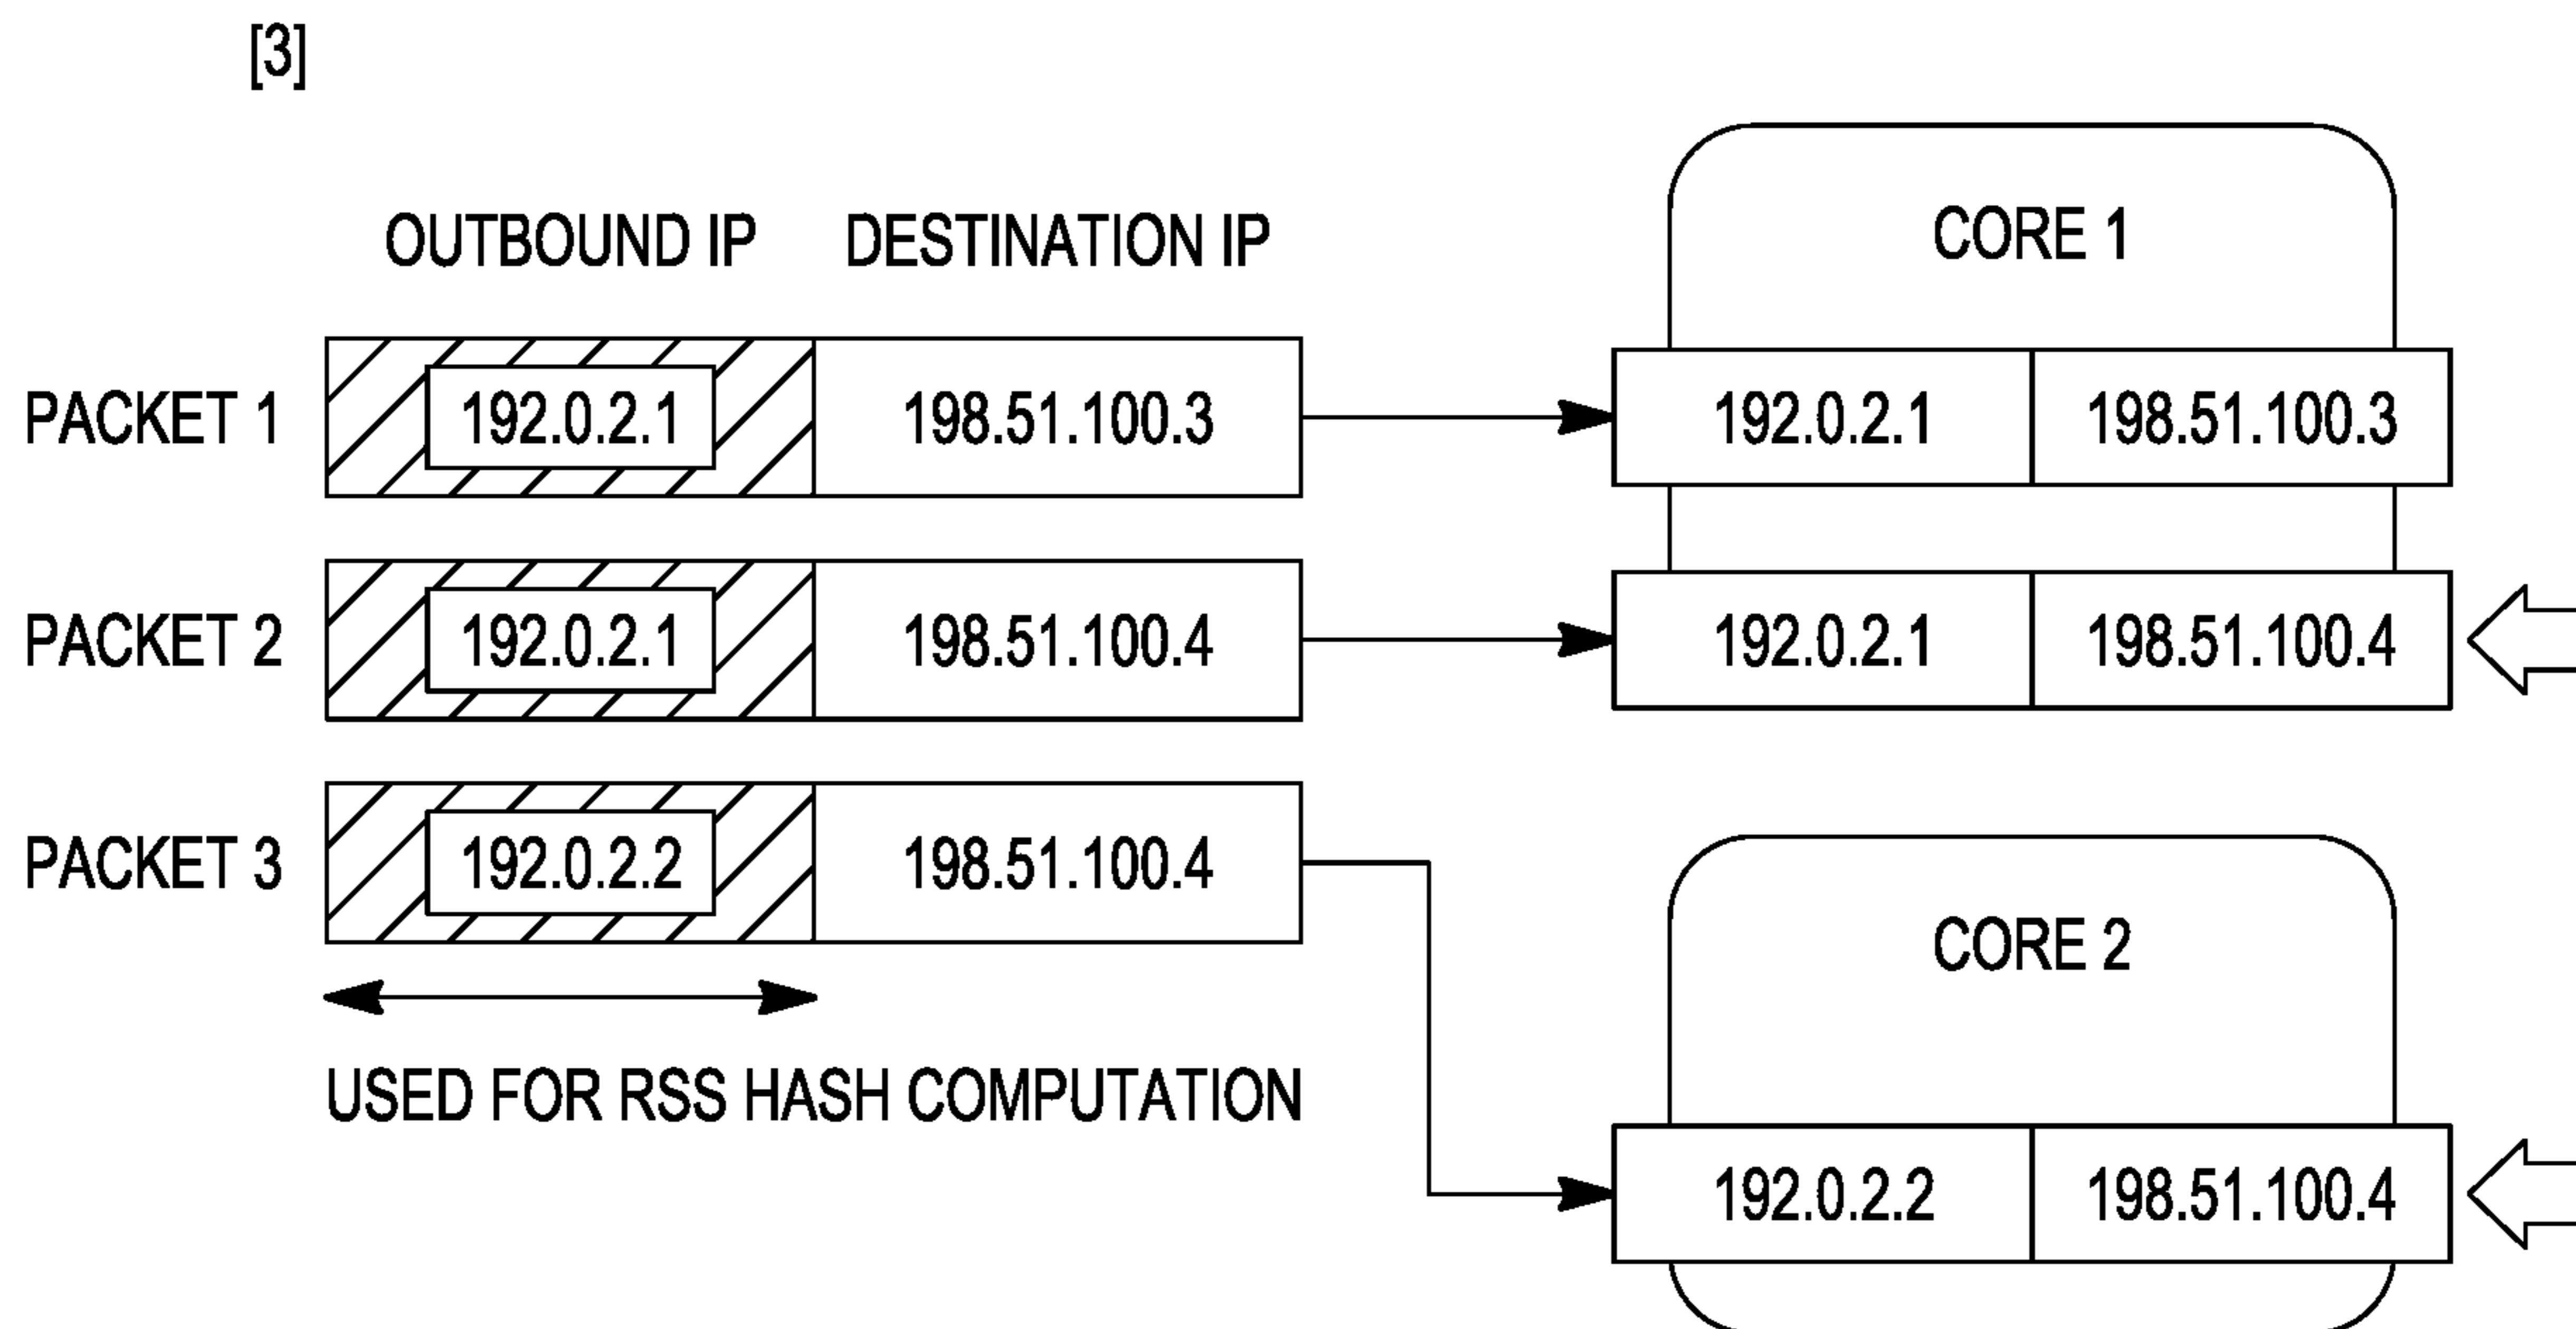 [3]
OUTBOUND IP DESTINATION IP
CORE 1
PACKET 1 192.0.2.1 198.51.100.3 192.0.2.1 198.51.100.3
PACKET 2 192.0.2.1 198.51.100.4 192.0.2.1 198.51.100.4
PACKET 3 192.0.2.2 198.51.100.4
CORE 2
USED FOR RSS HASH COMPUTATION
192.0.2.2 198.51.100.4